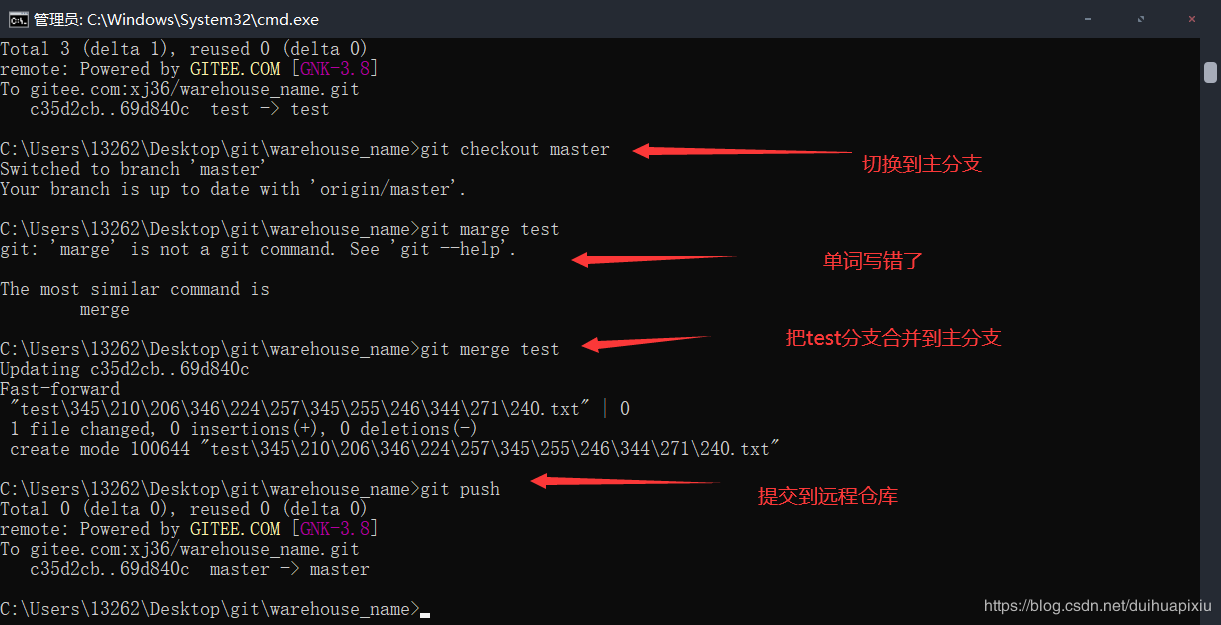 管理员: C:\Windows\System32\cmd.exe
Total 3 (delta 1), reused 0 (delta 0)
remote: Powered by GITEE.COM [GNK-3.8]
To gitee.com:xj36/warehouse_name.git
c35d2cb..69d840c test -> test
C:\Users\13262\Desktop\git\warehouse_name>git checkout master
切换到主分支
Switched to branch 'master'
Your branch is up to date with 'origin/master'.
C:\Users\13262\Desktop\git\warehouse_name>git marge test
git: 'marge' is not a git command. See 'git --help'.
单词写错了
The most similar command is
merge
C:\Users\13262\Desktop\git\warehouse_name>git merge test
把test分支合并到主分支
Updating c35d2cb..69d840c
Fast-forward
"test\345\210\206\346\224\257\345\255\246\344\271\240.txt" | 0
1 file changed, 0 insertions(+), 0 deletions(-)
create mode 100644 "test\345\210\206\346\224\257\345\255\246\344\271\240.txt"
C:\Users\13262\Desktop\git\warehouse_name>git push
提交到远程仓库
Total 0 (delta 0), reused 0 (delta 0)
remote: Powered by GITEE.COM [GNK-3.8]
To gitee.com:xj36/warehouse_name.git
c35d2cb..69d840c master -> master
C:\Users\13262\Desktop\git\warehouse_name>
https://blog.csdn.net/duihuapixiu